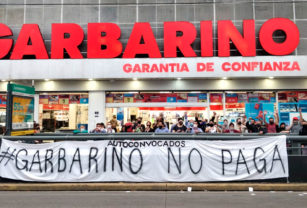 GARBARINO
GARANTIA DE CONFIANZA
AUTOCONVOCADOS
#GARBARINO NO PAGA